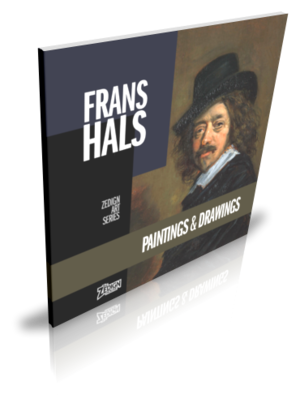 FRANS
HALS
ZEDIGN
ART
SERIES
PAINTINGS & DRAWINGS
ZEDIGN